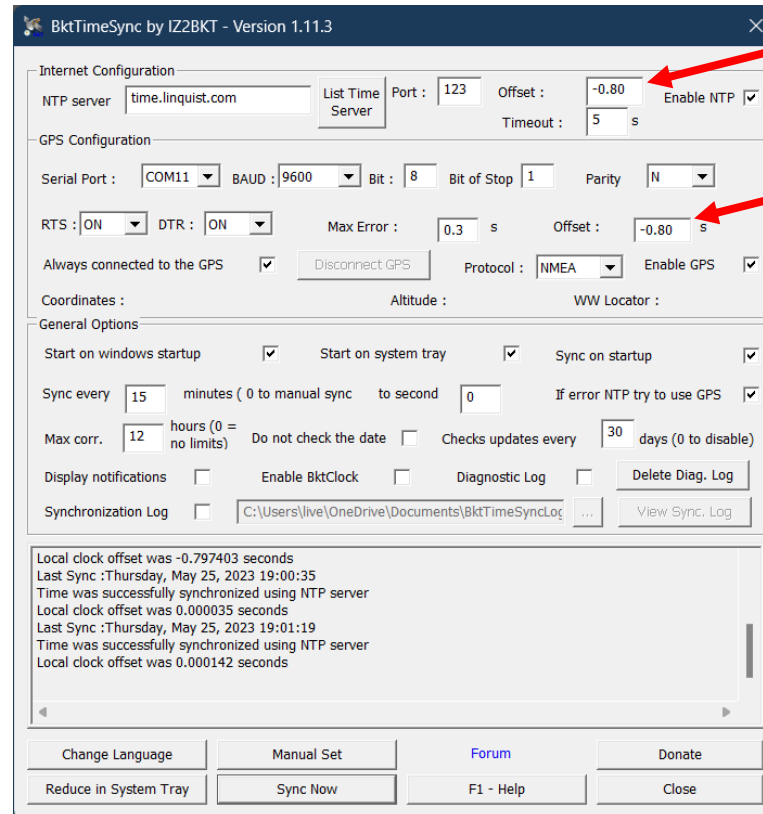 BktTimeSync by IZ2BKT - Version 1.11.3
Internet Configuration
NTP server time.linquist.com List Time Server Port : 123 Offset : -0.80 Enable NTP
Timeout : 5 s
GPS Configuration
Serial Port : COM11 BAUD : 9600 Bit : 8 Bit of Stop 1 Parity N
RTS : ON DTR : ON Max Error : 0.3 s Offset : -0.80 s
Always connected to the GPS Disconnect GPS Protocol : NMEA Enable GPS
Coordinates : Altitude : WW Locator :
General Options
Start on windows startup Start on system tray Sync on startup
Sync every 15 minutes ( 0 to manual sync to second 0 If error NTP try to use GPS
Max corr. 12 hours (0 = no limits) Do not check the date Checks updates every 30 days (0 to disable)
Display notifications Enable BktClock Diagnostic Log Delete Diag. Log
Synchronization Log C:\Users\live\OneDrive\Documents\BktTimeSyncLog ... View Sync. Log
Local clock offset was -0.797403 seconds
Last Sync :Thursday, May 25, 2023 19:00:35
Time was successfully synchronized using NTP server
Local clock offset was 0.000035 seconds
Last Sync :Thursday, May 25, 2023 19:01:19
Time was successfully synchronized using NTP server
Local clock offset was 0.000142 seconds
Change Language Manual Set Forum Donate
Reduce in System Tray Sync Now F1 - Help Close